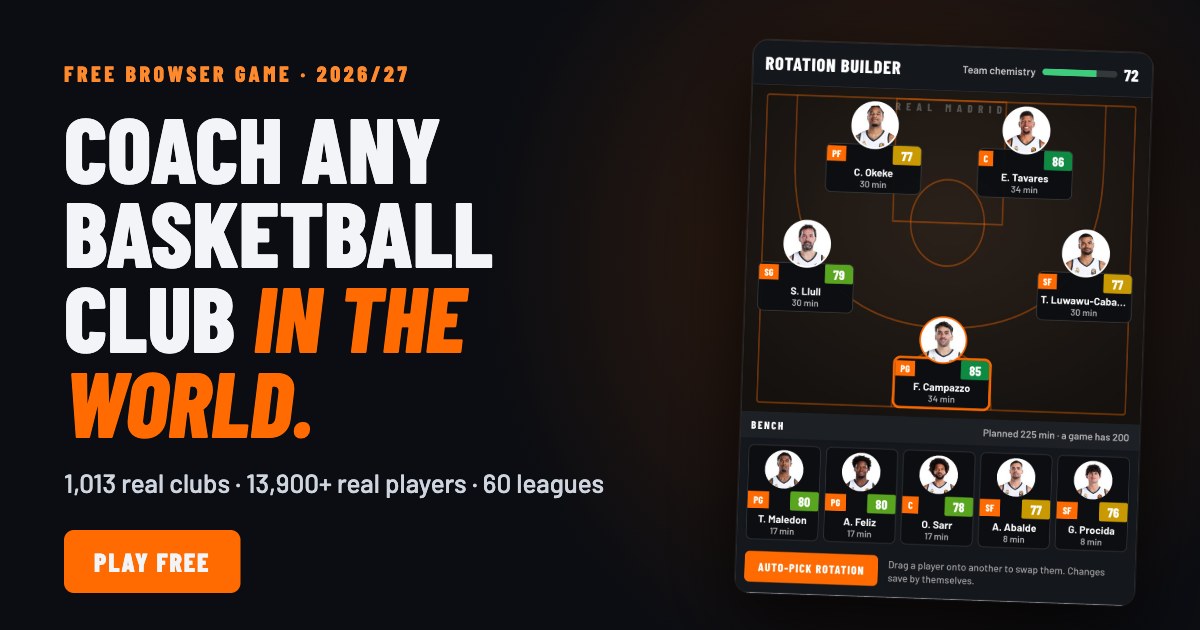 FREE BROWSER GAME · 2026/27
COACH ANY
BASKETBALL
CLUB IN THE
WORLD.
1,013 real clubs · 13,900+ real players · 60 leagues
PLAY FREE
ROTATION BUILDER
Team chemistry 72
REAL MADRID
PF 77
C. Okeke
30 min
C 86
E. Tavares
34 min
SG 79
S. Llull
30 min
SF 77
T. Luwawu-Caba...
30 min
PG 85
F. Campazzo
34 min
BENCH
Planned 225 min · a game has 200
PG 80
T. Maledon
17 min
PG 80
A. Feliz
17 min
C 78
O. Sarr
17 min
SF 77
A. Abalde
8 min
SF 76
G. Procida
8 min
AUTO-PICK ROTATION
Drag a player onto another to swap them. Changes
save by themselves.